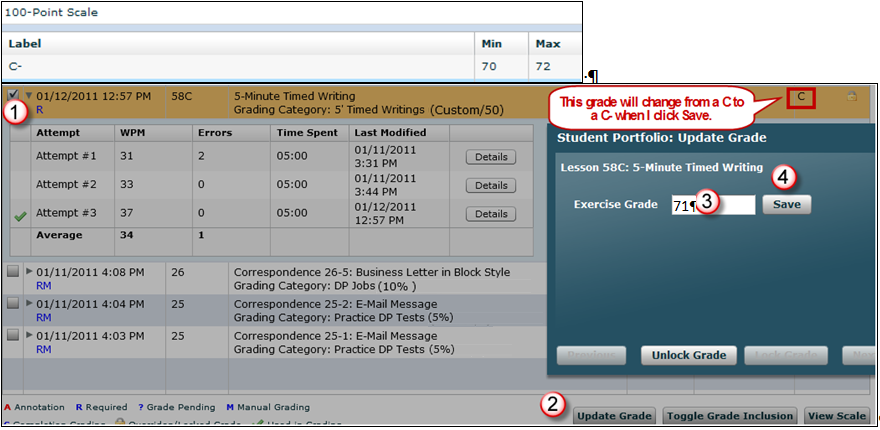 100-Point Scale
Label Min Max
C- 70 72
¶
1 01/12/2011 12:57 PM 58C 5-Minute Timed Writing C
R Grading Category: 5' Timed Writings (Custom/50)
This grade will change from a C to
a C- when I click Save.
Attempt WPM Errors Time Spent Last Modified
Attempt #1 31 2 05:00 01/11/2011 3:31 PM Details
Attempt #2 33 0 05:00 01/11/2011 3:44 PM Details
Attempt #3 37 0 05:00 01/12/2011 12:57 PM Details
Average 34 1
Student Portfolio: Update Grade
Lesson 58C: 5-Minute Timed Writing
4
Exercise Grade 71¶ 3 Save
Unlock Grade Lock Grade
Previous
01/11/2011 4:08 PM 26 Correspondence 26-5: Business Letter in Block Style
RM Grading Category: DP Jobs (10% )
01/11/2011 4:04 PM 25 Correspondence 25-2: E-Mail Message
RM Grading Category: Practice DP Tests (5%)
01/11/2011 4:03 PM 25 Correspondence 25-1: E-Mail Message
RM Grading Category: Practice DP Tests (5%)
A Annotation R Required ? Grade Pending M Manual Grading
2 Update Grade Toggle Grade Inclusion View Scale